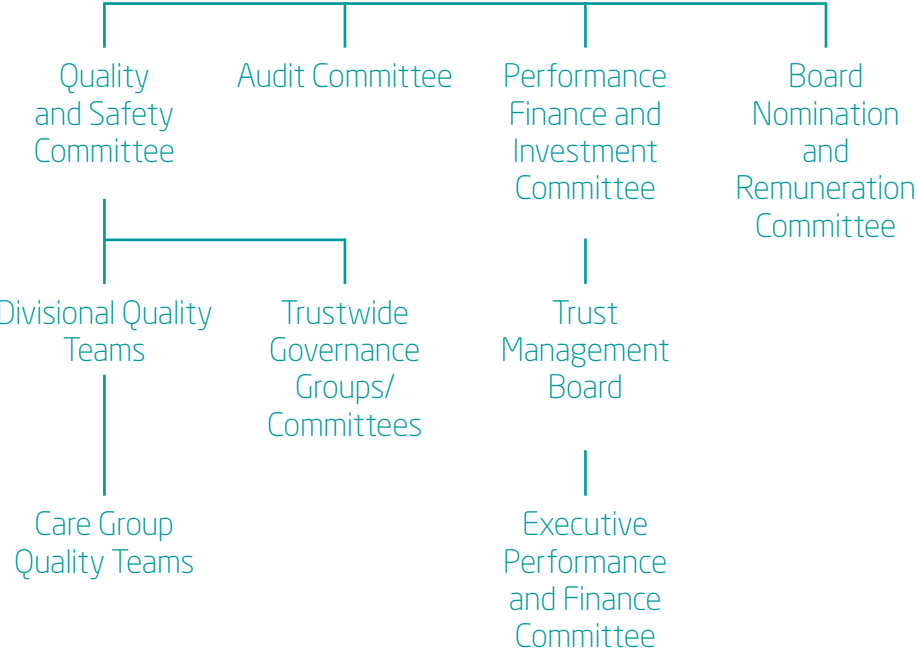 Quality
and Safety
Committee
Audit Committee
Performance
Finance and
Investment
Committee
Board
Nomination
and
Remuneration
Committee
Divisional Quality
Teams
Trustwide
Governance
Groups/
Committees
Trust
Management
Board
Care Group
Quality Teams
Executive
Performance
and Finance
Committee